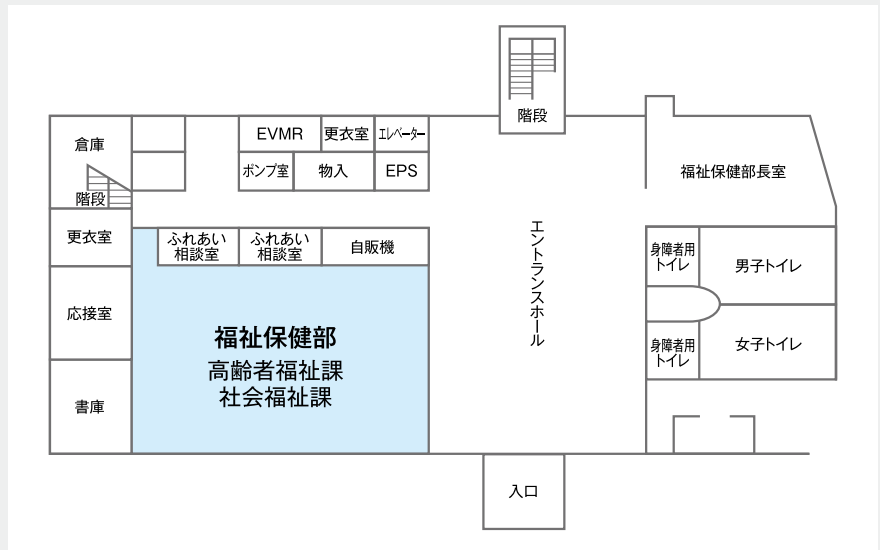 階段
倉庫
階段
EVMR
更衣室
エレベーター
ポンプ室
物入
EPS
福祉保健部長室
更衣室
ふれあい
相談室
ふれあい
相談室
自販機
エントランスホール
身障者用
トイレ
男子トイレ
応接室
福祉保健部
高齢者福祉課
社会福祉課
身障者用
トイレ
女子トイレ
書庫
入口